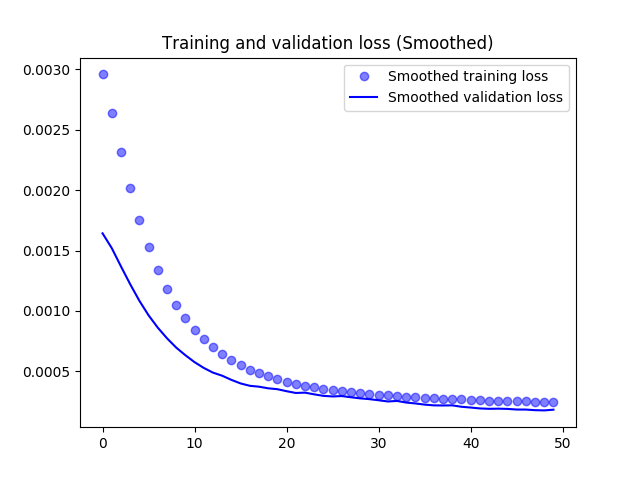 Training and validation loss (Smoothed)
Smoothed training loss
Smoothed validation loss
0.0030
0.0025
0.0020
0.0015
0.0010
0.0005
0 10 20 30 40 50